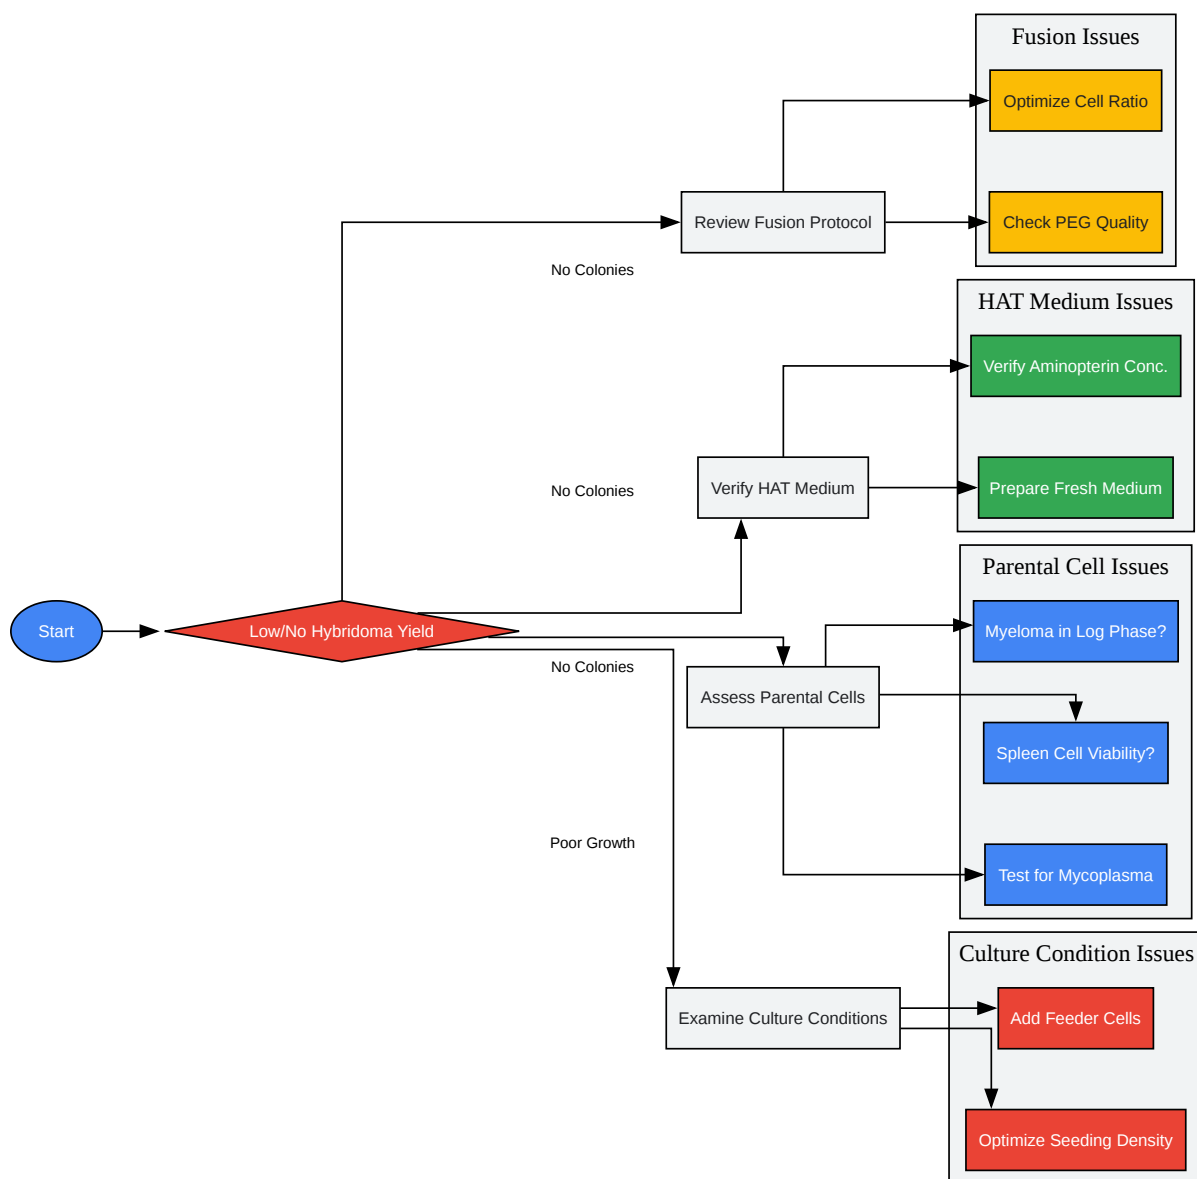 Fusion Issues
Optimize Cell Ratio
Review Fusion Protocol
Check PEG Quality
No Colonies
HAT Medium Issues
Verify Aminopterin Conc.
No Colonies
Verify HAT Medium
Prepare Fresh Medium
Parental Cell Issues
Start
Low/No Hybridoma Yield
Myeloma in Log Phase?
No Colonies
Assess Parental Cells
Spleen Cell Viability?
Poor Growth
Test for Mycoplasma
Culture Condition Issues
Examine Culture Conditions
Add Feeder Cells
Optimize Seeding Density